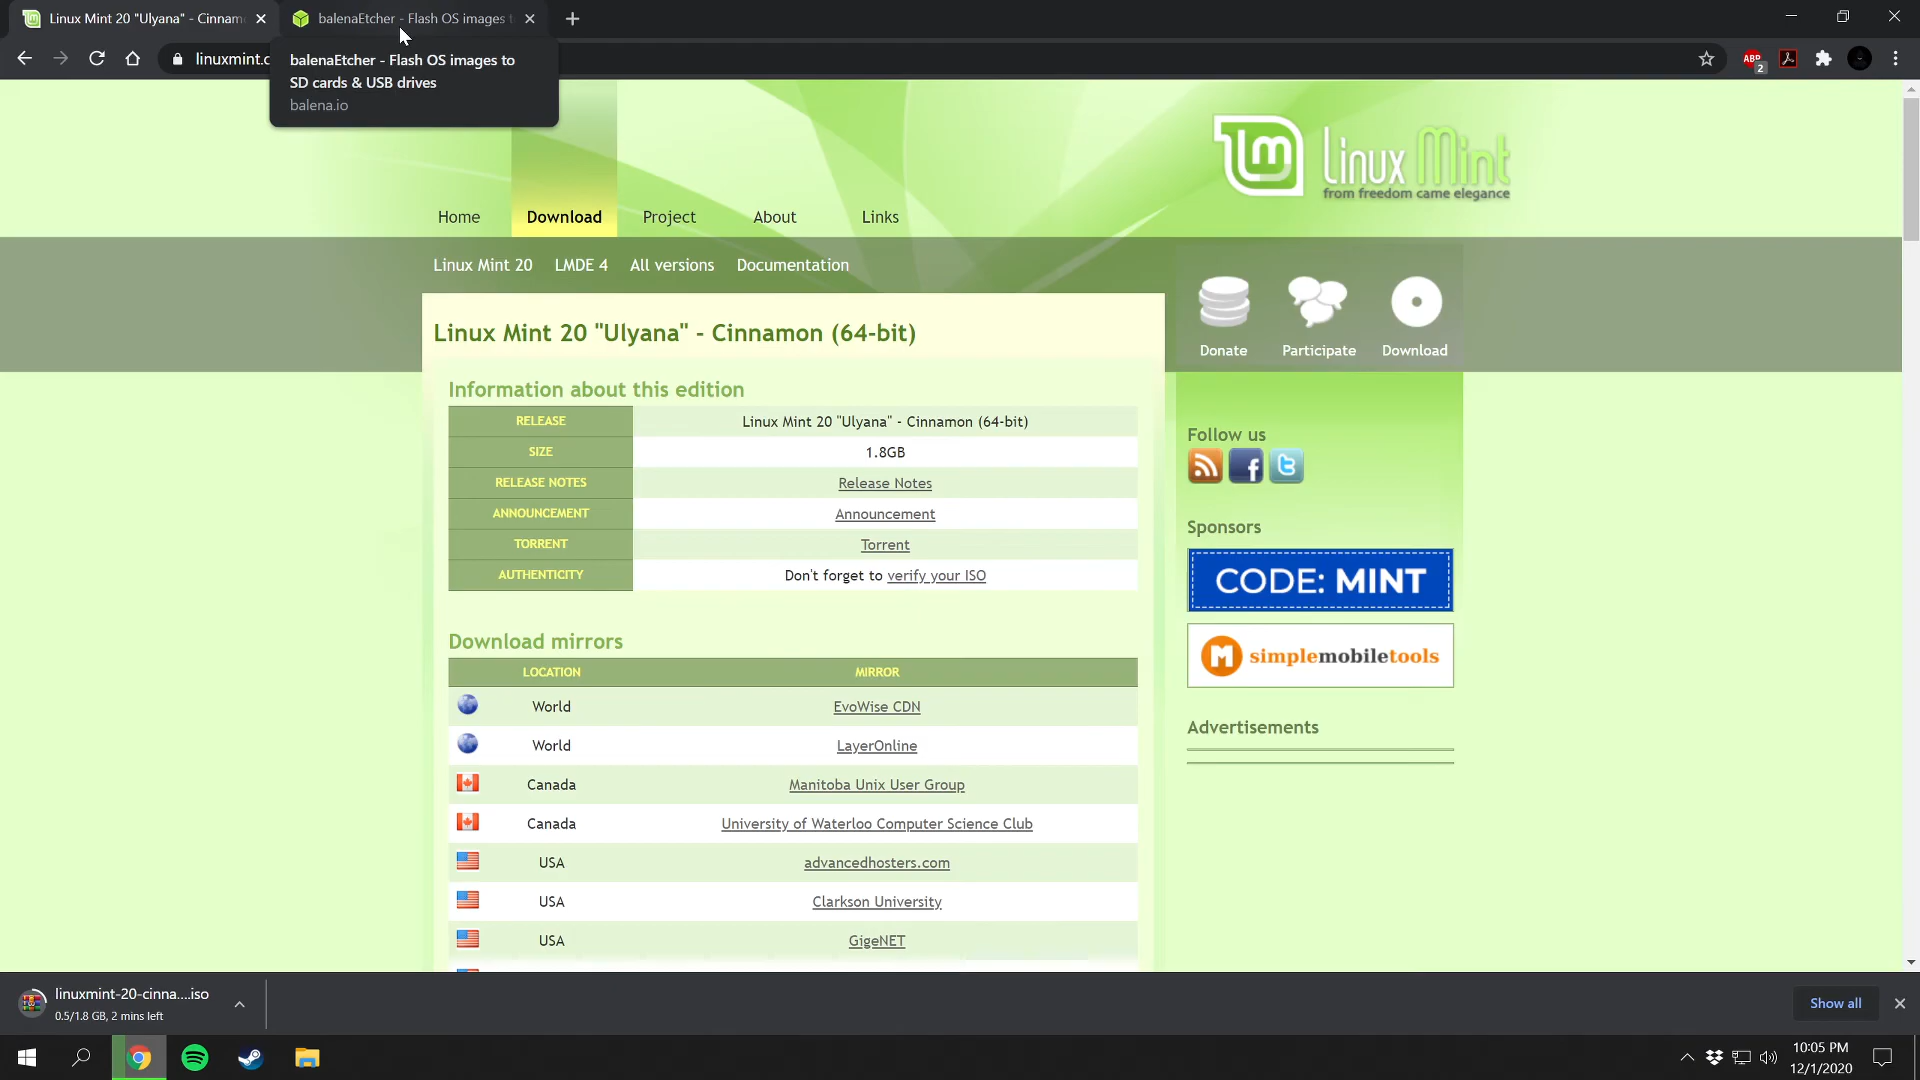 Linux Mint 20 "Ulyana" - Cinnam
balenaEtcher - Flash OS images t
linuxmint.c
balenaEtcher - Flash OS images to
SD cards & USB drives
balena.io
ABP
2
lm Linux Mint
from freedom came elegance
Home
Download
Project
About
Links
Linux Mint 20
LMDE 4
All versions
Documentation
Donate
Participate
Download
Linux Mint 20 "Ulyana" - Cinnamon (64-bit)
Information about this edition
RELEASE
Linux Mint 20 "Ulyana" - Cinnamon (64-bit)
SIZE
1.8GB
RELEASE NOTES
Release Notes
ANNOUNCEMENT
Announcement
TORRENT
Torrent
AUTHENTICITY
Don't forget to verify your ISO
Download mirrors
LOCATION
MIRROR
World
EvoWise CDN
World
LayerOnline
Canada
Manitoba Unix User Group
Canada
University of Waterloo Computer Science Club
USA
advancedhosters.com
USA
Clarkson University
USA
GigeNET
Follow us
Sponsors
CODE: MINT
simplemobiletools
Advertisements
linuxmint-20-cinna....iso
0.5/1.8 GB, 2 mins left
Show all
10:05 PM
12/1/2020